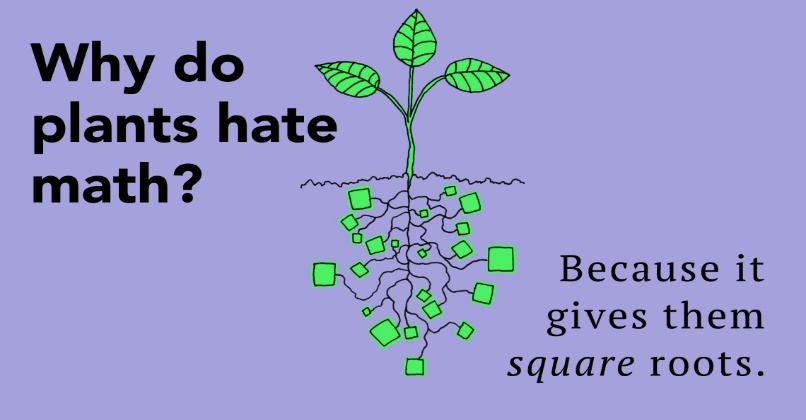 Why do
plants hate
math?
Because it
gives them
square roots.